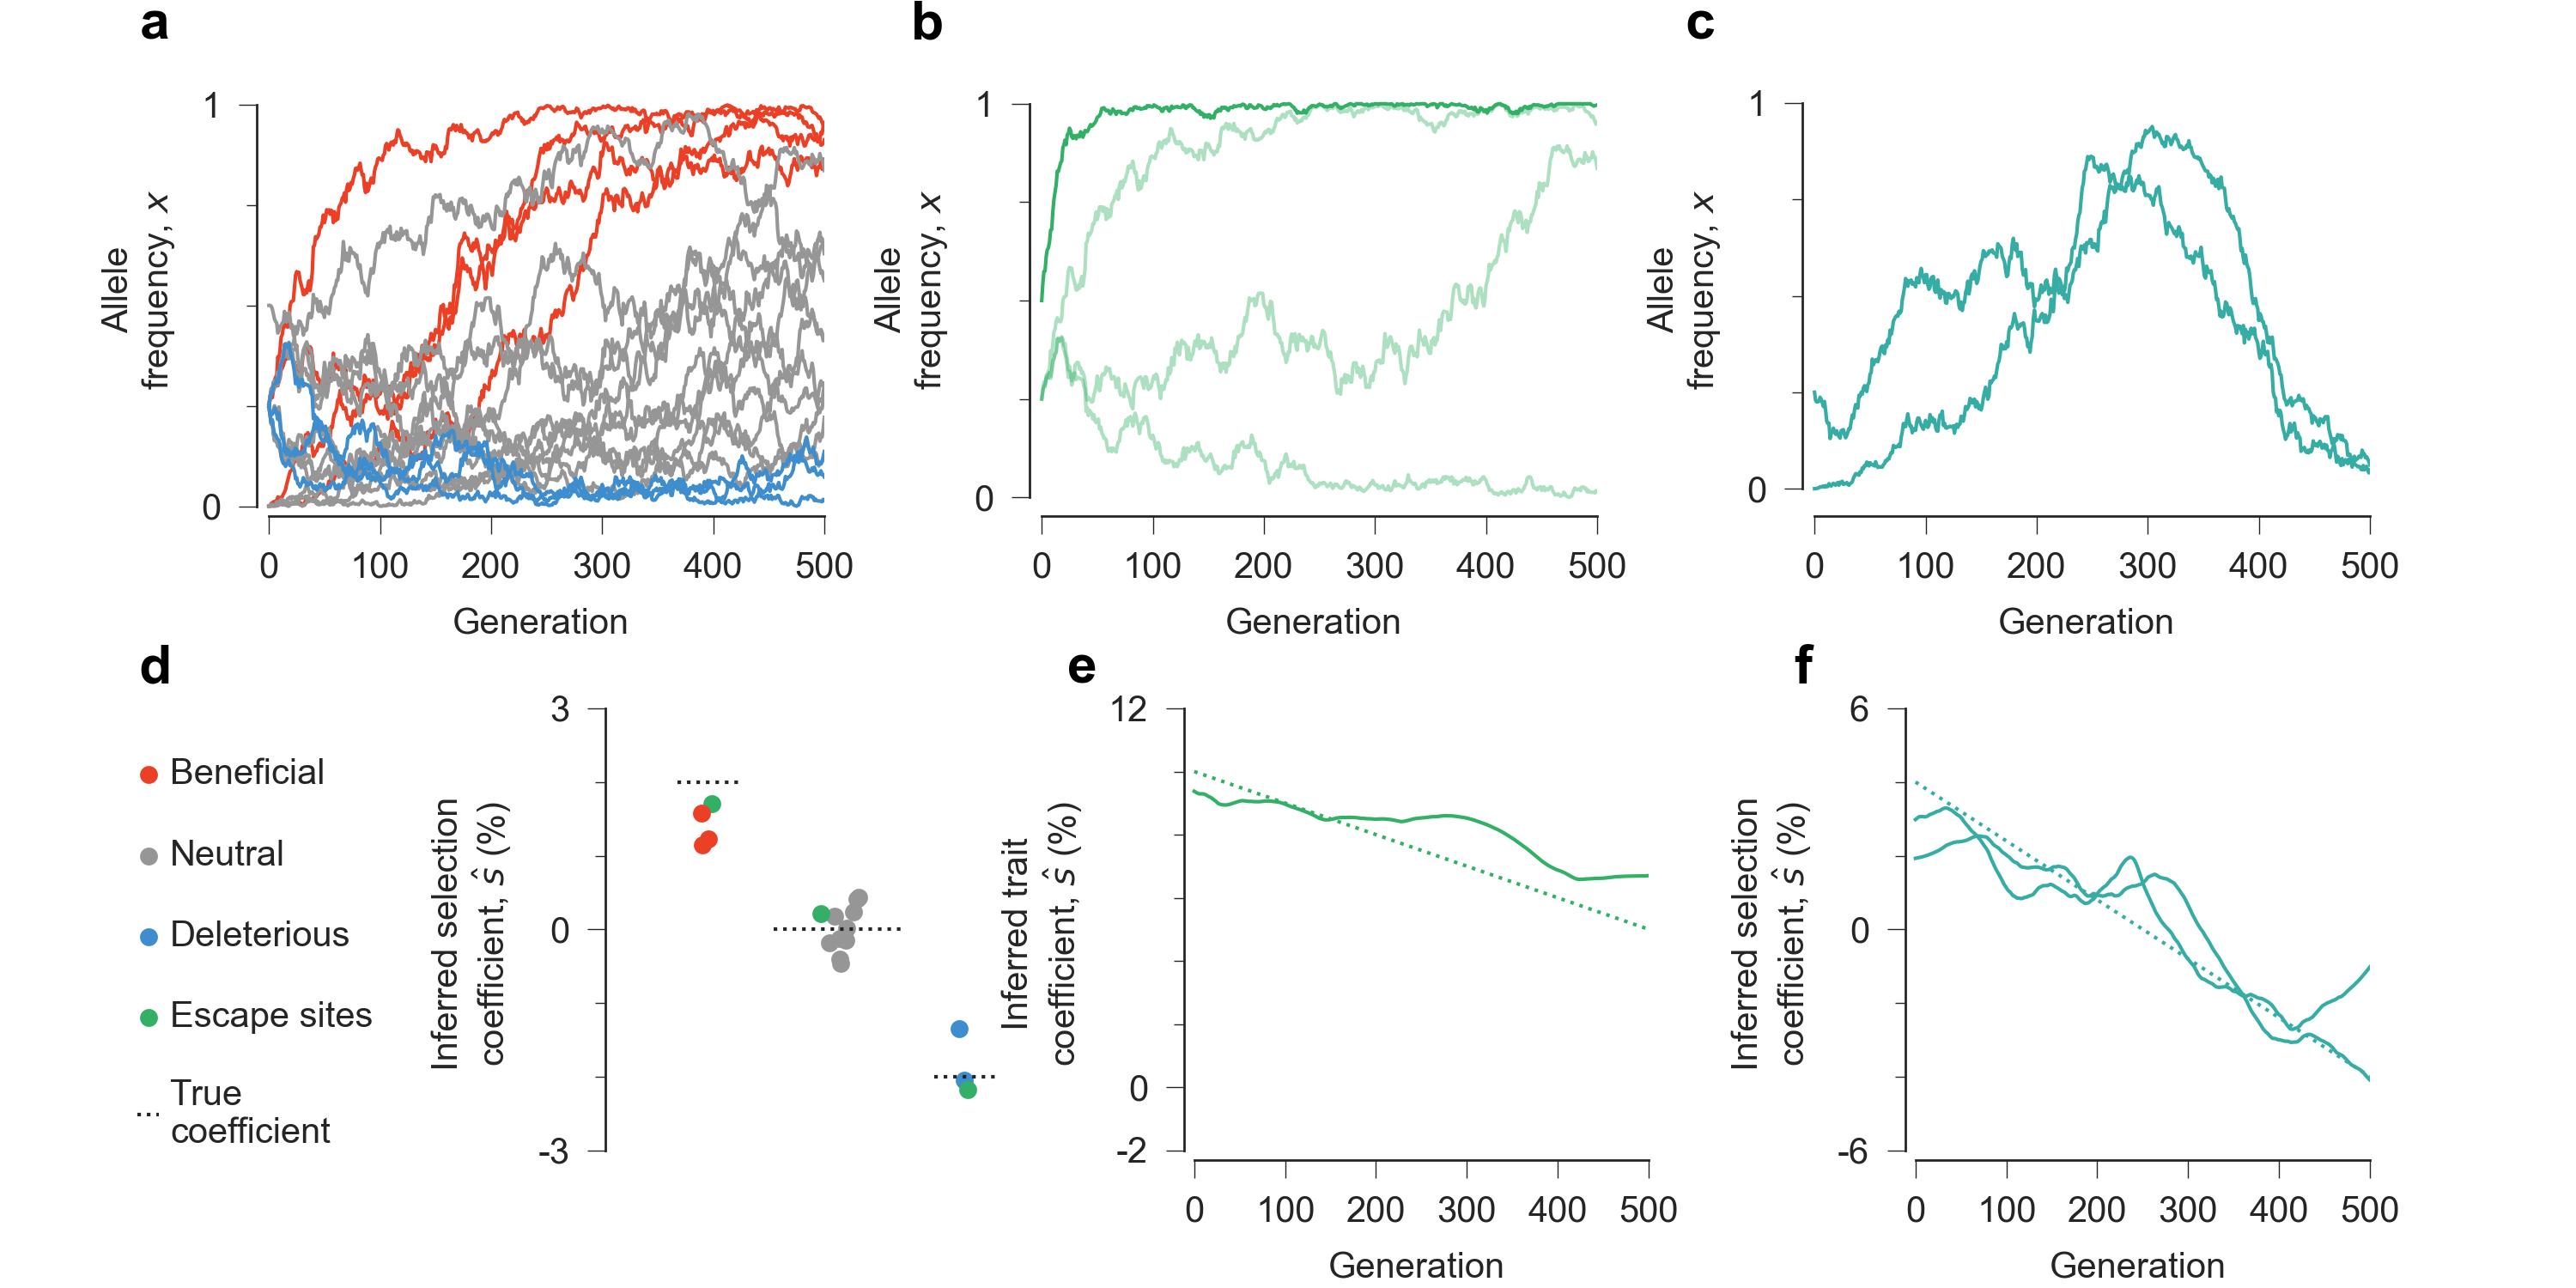 a
b
c
1
0
Allele
frequency, x
0 100 200 300 400 500
Generation
1
0
Allele
frequency, x
0 100 200 300 400 500
Generation
1
0
Allele
frequency, x
0 100 200 300 400 500
Generation
d
e
f
Beneficial
Neutral
Deleterious
Escape sites
... True
coefficient
3
0
-3
Inferred selection
coefficient, ŝ (%)
12
0
-2
Inferred trait
coefficient, ŝ (%)
0 100 200 300 400 500
Generation
6
0
-6
Inferred selection
coefficient, ŝ (%)
0 100 200 300 400 500
Generation